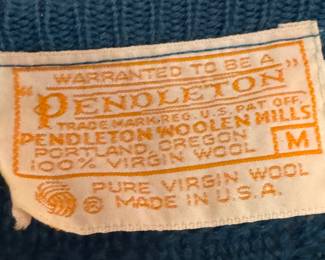 WARRANTED TO BE A
"PENDLETON"
TRADE MARK REG. U.S. PAT. OFF.
PENDLETON WOOLEN MILLS
PORTLAND, OREGON
100% VIRGIN WOOL
M
PURE VIRGIN WOOL
® MADE IN U.S.A.